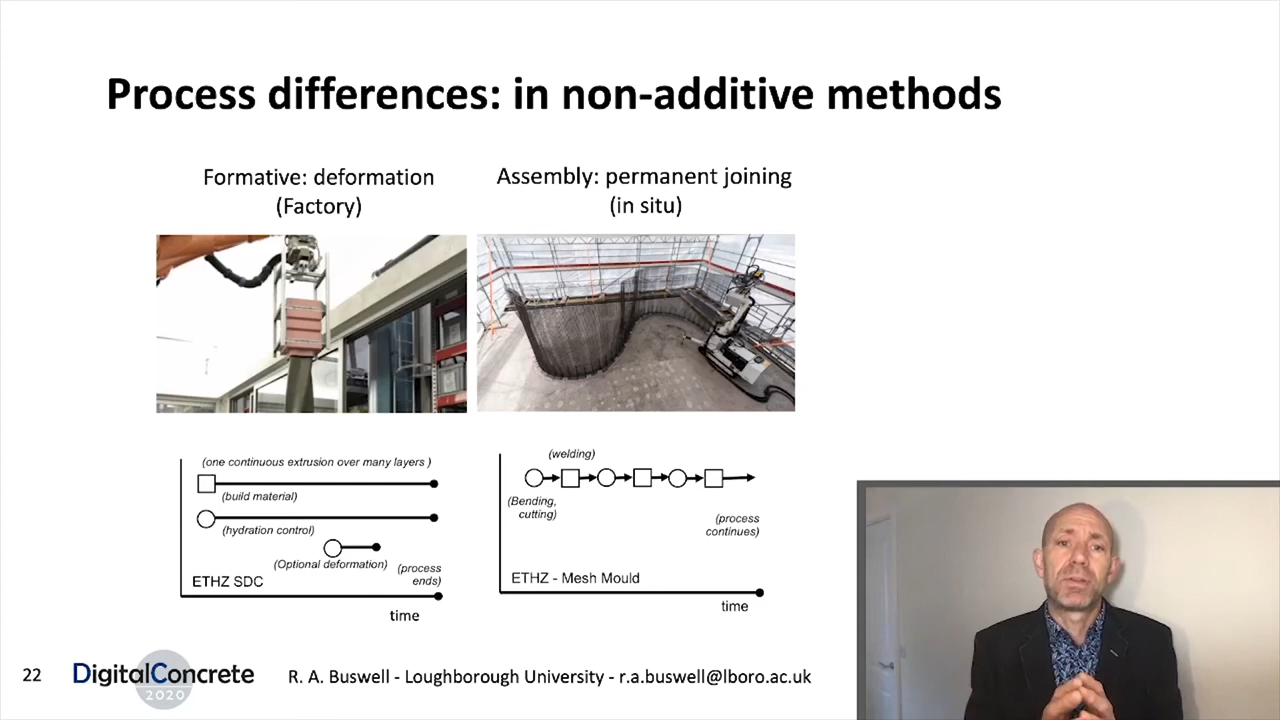 Process differences: in non-additive methods
Formative: deformation
(Factory)
Assembly: permanent joining
(in situ)
(one continuous extrusion over many layers )
(build material)
(hydration control)
(Optional deformation)
(process
ends)
ETHZ SDC
time
(welding)
(Bending,
cutting)
(process
continues)
ETHZ - Mesh Mould
time
22
DigitalConcrete
2020
R. A. Buswell - Loughborough University - r.a.buswell@lboro.ac.uk